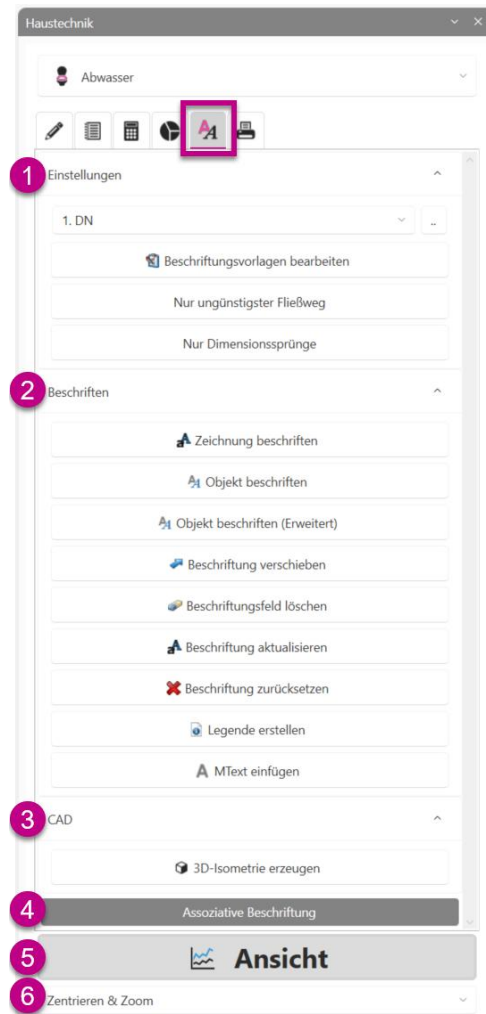 Haustechnik
Abwasser
1 Einstellungen
1. DN ..
Beschriftungsvorlagen bearbeiten
Nur ungünstigster Fließweg
Nur Dimensionssprünge
2 Beschriften
Zeichnung beschriften
Objekt beschriften
Objekt beschriften (Erweitert)
Beschriftung verschieben
Beschriftungsfeld löschen
Beschriftung aktualisieren
Beschriftung zurücksetzen
Legende erstellen
MText einfügen
3 CAD
3D-Isometrie erzeugen
4 Assoziative Beschriftung
5 Ansicht
6 Zentrieren & Zoom